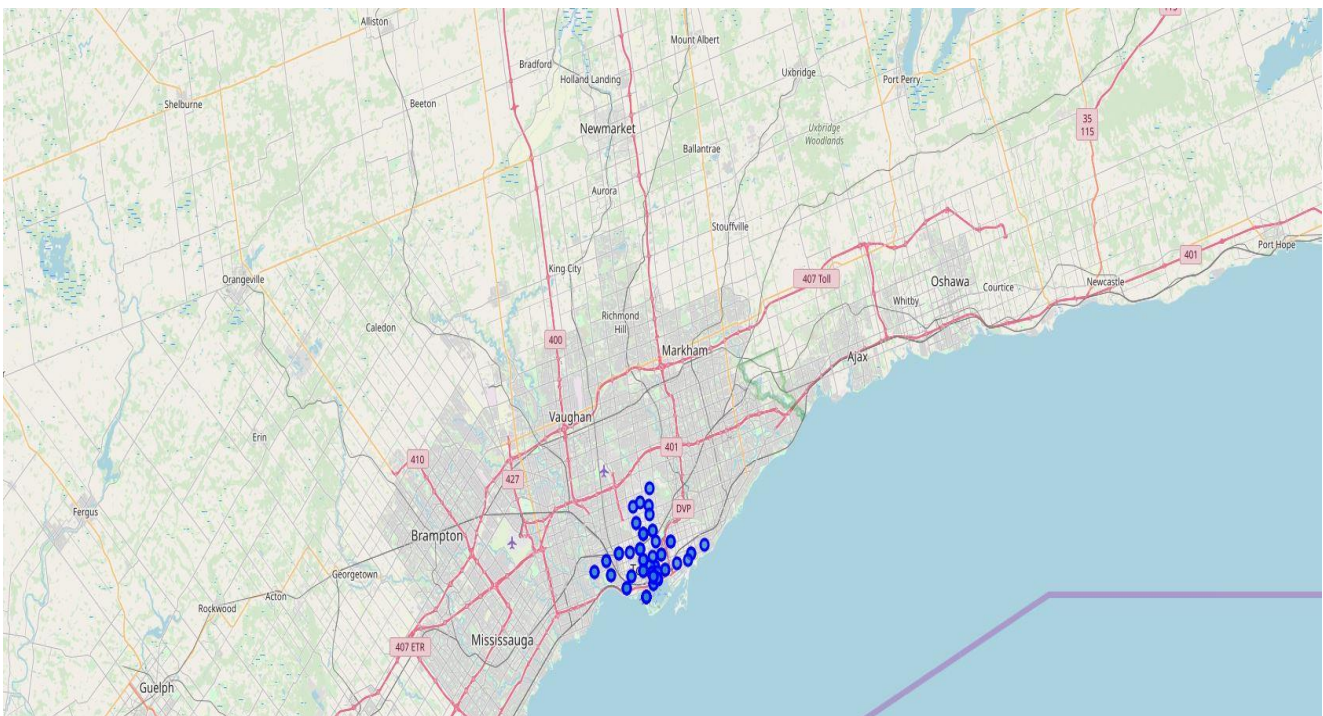 115
Alliston
Mount Albert
Bradford
Holland Landing
Uxbridge
Port Perry
Shelburne
Beeton
35
115
Newmarket
Uxbridge
Woodlands
Ballantrae
Aurora
Stouffville
Port Hope
401
King City
407 Toll
Orangeville
Oshawa
Courtice
Newcastle
Whitby
Richmond
Hill
Caledon
400
Markham
Ajax
Vaughan
Erin
401
410
427
DVP
Fergus
Brampton
Georgetown
Acton
Rockwood
Mississauga
407 ETR
Guelph